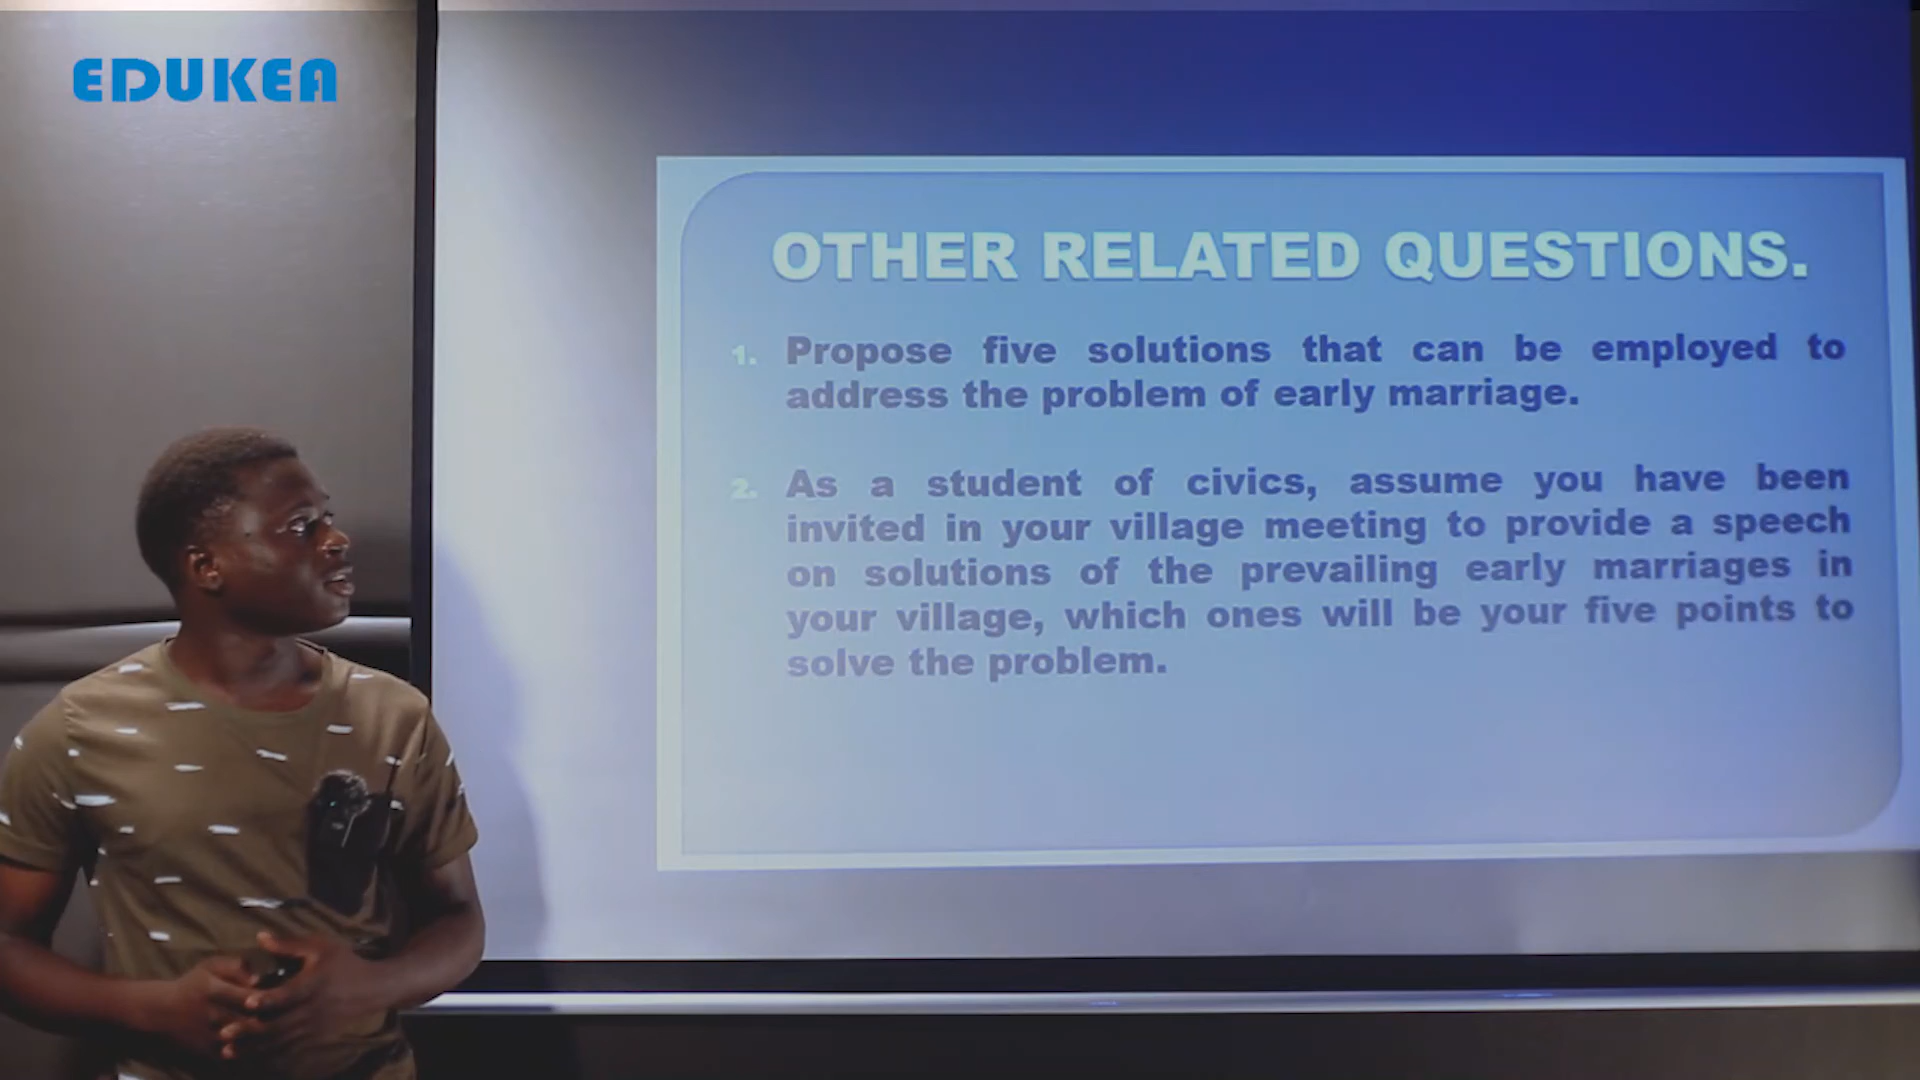 EDUKEA
OTHER RELATED QUESTIONS.
1. Propose five solutions that can be employed to
address the problem of early marriage.
2. As a student of civics, assume you have been
invited in your village meeting to provide a speech
on solutions of the prevailing early marriages in
your village, which ones will be your five points to
solve the problem.